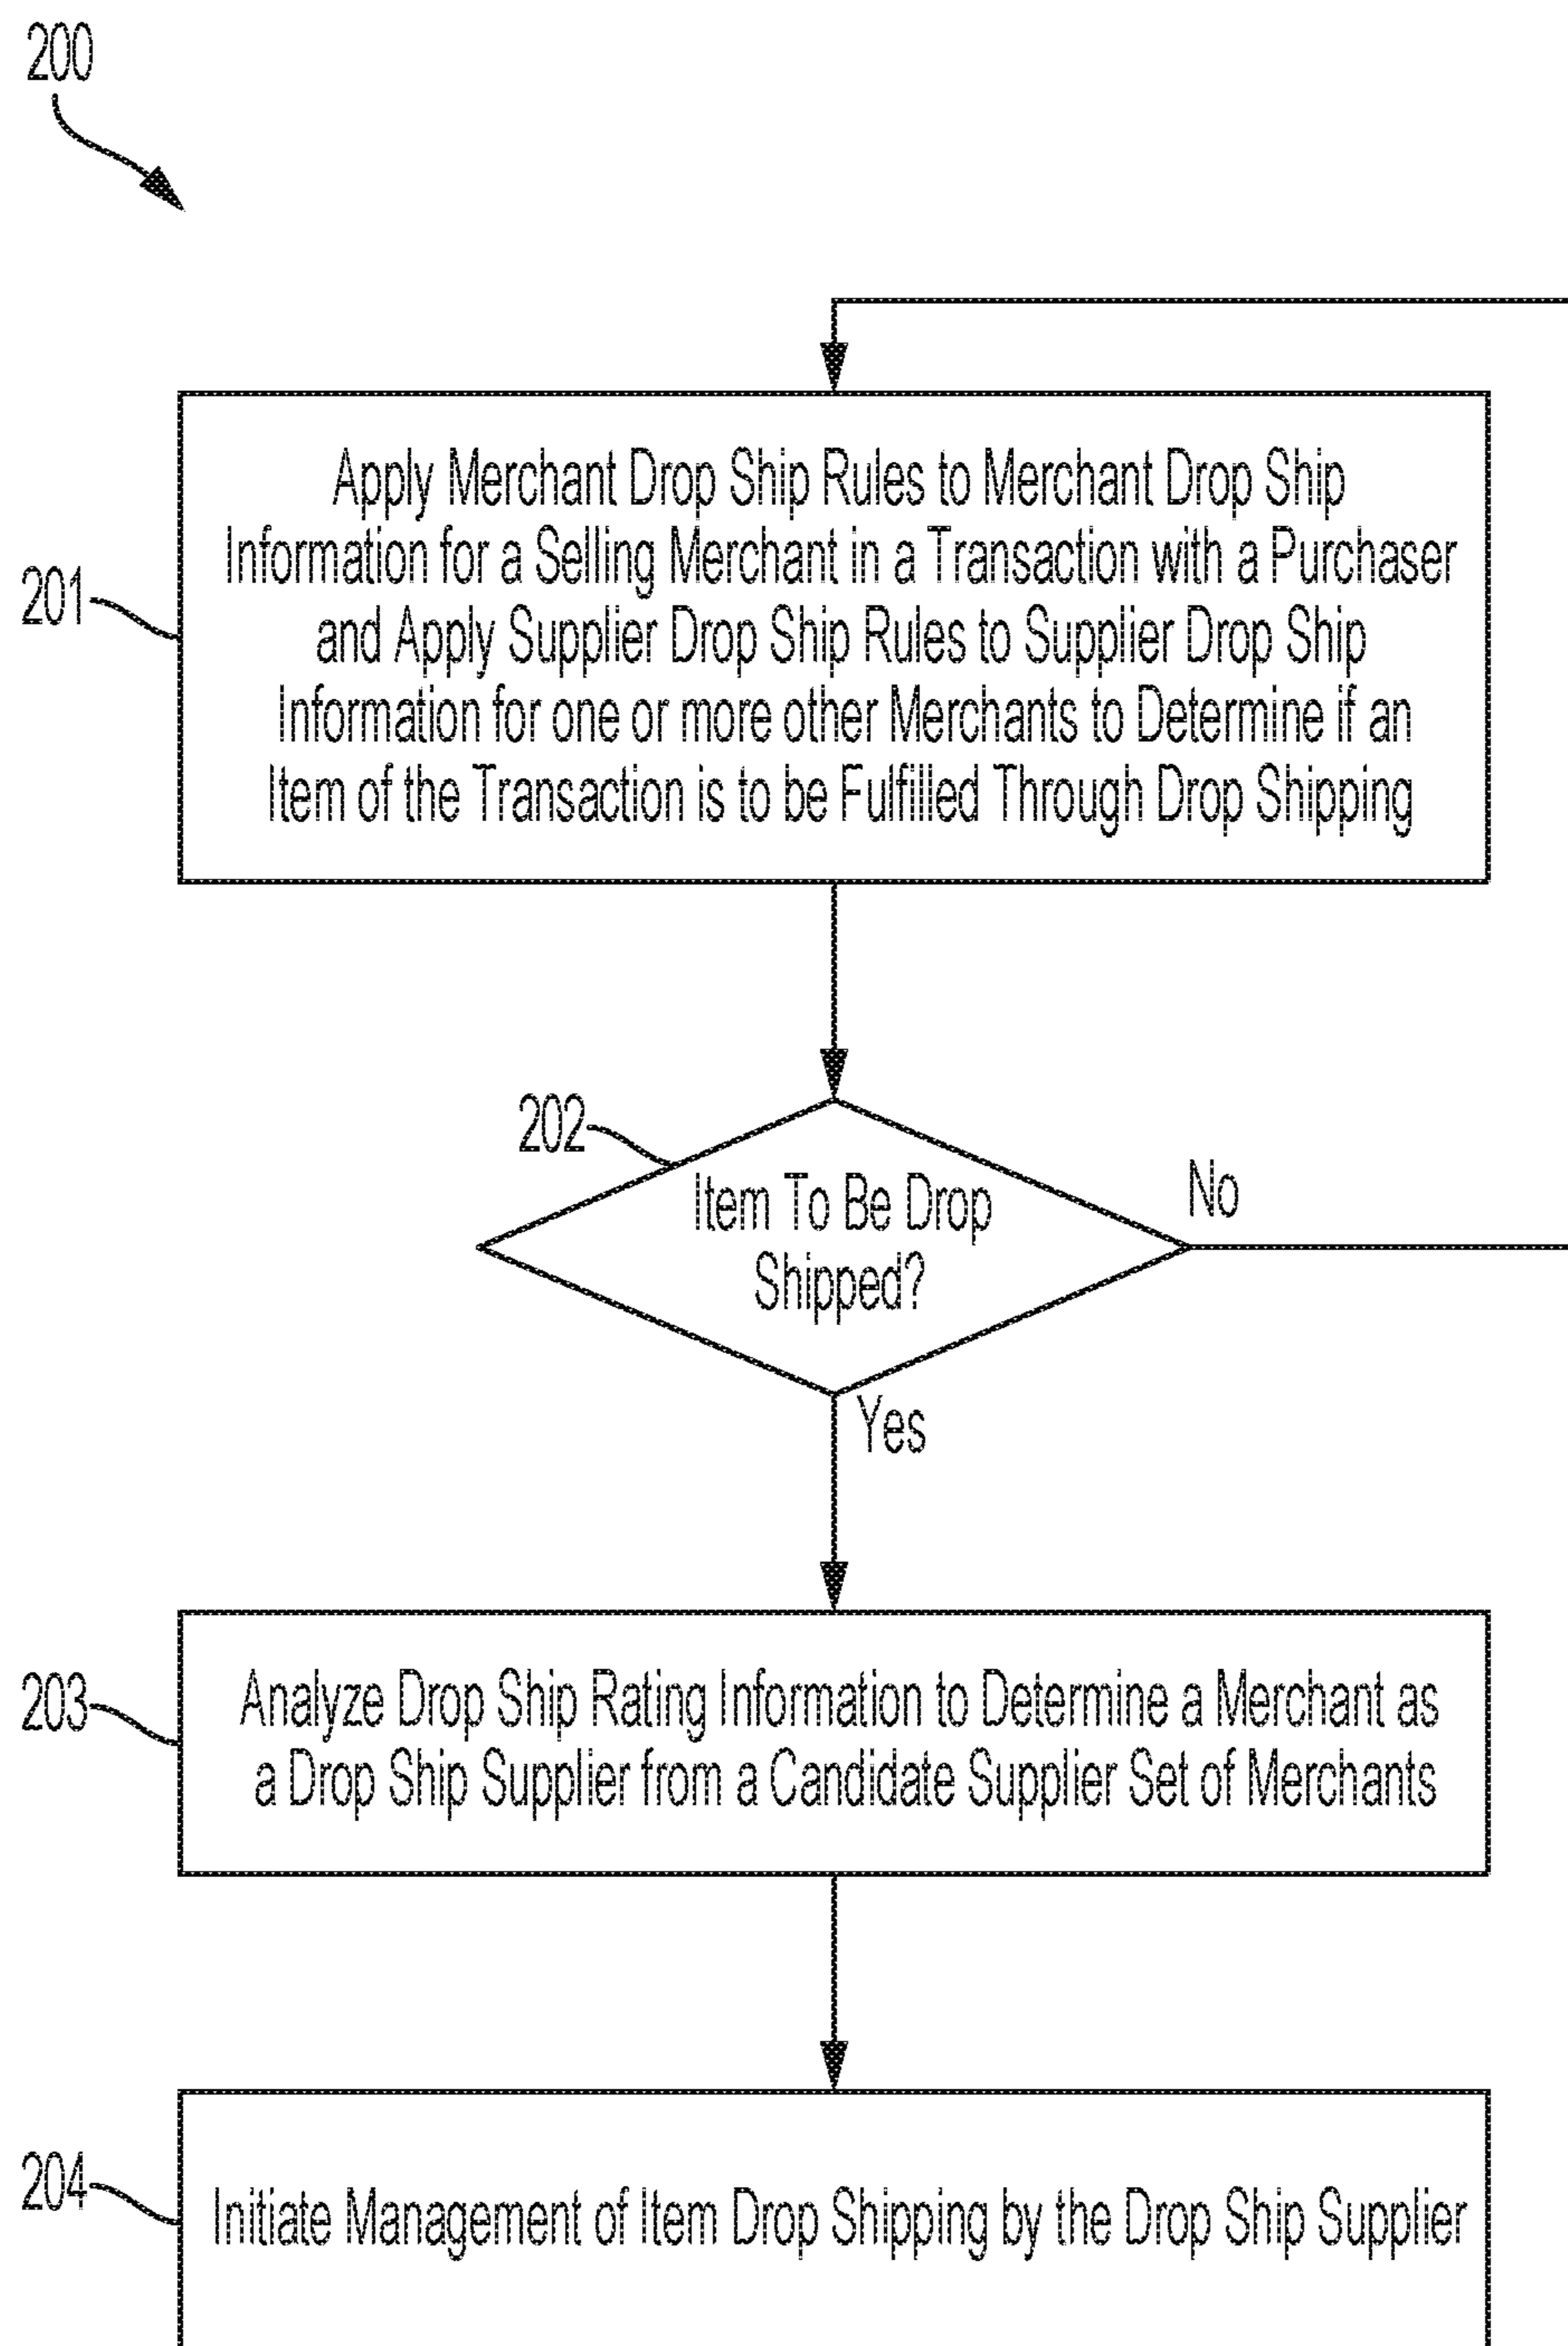 200
201
Apply Merchant Drop Ship Rules to Merchant Drop Ship
Information for a Selling Merchant in a Transaction with a Purchaser
and Apply Supplier Drop Ship Rules to Supplier Drop Ship
Information for one or more other Merchants to Determine if an
Item of the Transaction is to be Fulfilled Through Drop Shipping
202
Item To Be Drop
Shipped?
No
Yes
203
Analyze Drop Ship Rating Information to Determine a Merchant as
a Drop Ship Supplier from a Candidate Supplier Set of Merchants
204
Initiate Management of Item Drop Shipping by the Drop Ship Supplier